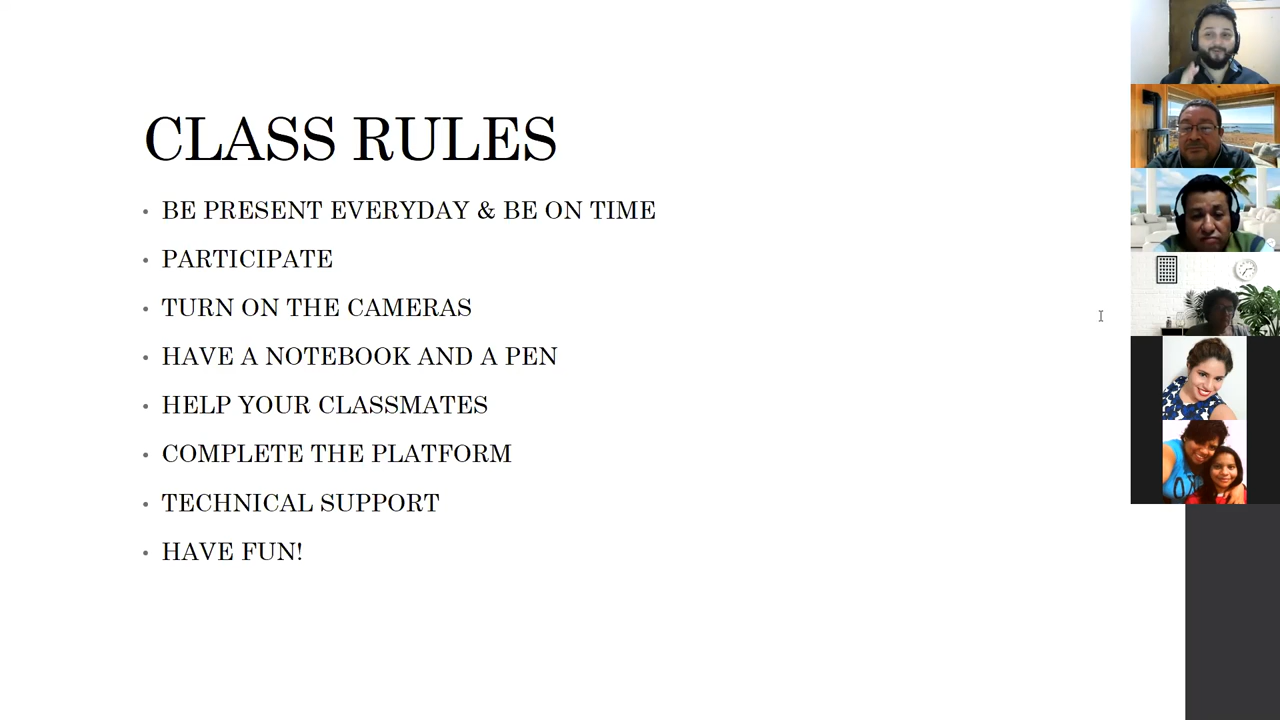 CLASS RULES
BE PRESENT EVERYDAY & BE ON TIME
PARTICIPATE
TURN ON THE CAMERAS
HAVE A NOTEBOOK AND A PEN
HELP YOUR CLASSMATES
COMPLETE THE PLATFORM
TECHNICAL SUPPORT
HAVE FUN!